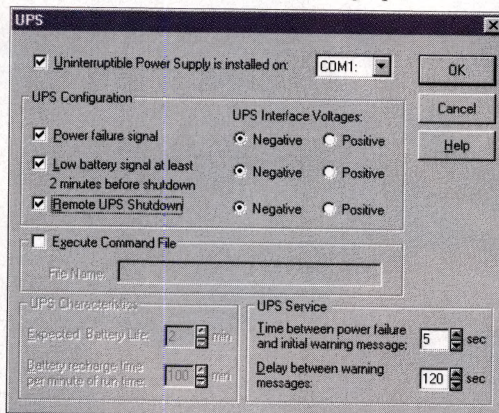 UPS
Uninterruptible Power Supply is installed on: COM1:
OK
UPS Configuration
Cancel
UPS Interface Voltages:
Power failure signal Negative Positive
Help
Low battery signal at least
2 minutes before shutdown Negative Positive
Remote UPS Shutdown Negative Positive
Execute Command File
File Name:
UPS Characteristics
Expected Battery Life: 2 min
Battery recharge time
per minute of run time: 100 min
UPS Service
Time between power failure
and initial warning message: 5 sec
Delay between warning
messages: 120 sec